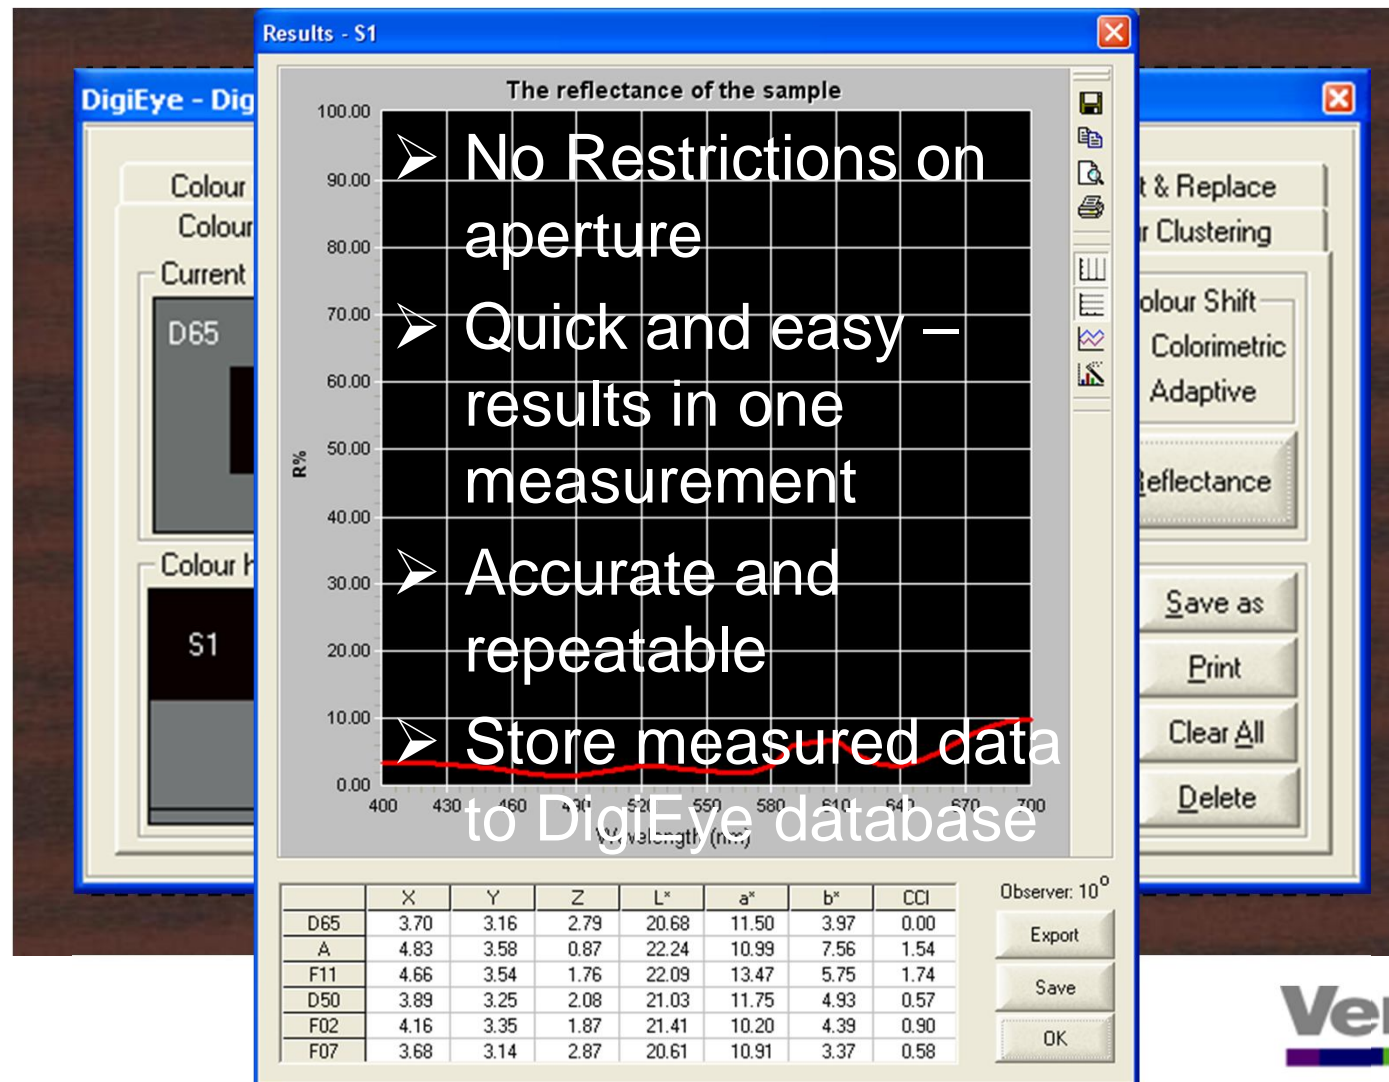 Results - S1
DigiEye - Dig
The reflectance of the sample
100.00
90.00
80.00
70.00
60.00
50.00
40.00
30.00
20.00
10.00
0.00
R%
➢ No Restrictions on
aperture
➢ Quick and easy –
results in one
measurement
➢ Accurate and
repeatable
➢ Store measured data
to DigiEye database
400 430 460 490 520 550 580 610 640 670 700
Wavelength (nm)
Colour
Colour
Current
D65
Colour
S1
& Replace
Clustering
Colour Shift
Colorimetric
Adaptive
Reflectance
Save as
Print
Clear All
Delete
X Y Z L* a* b* CCI
D65 3.70 3.16 2.79 20.68 11.50 3.97 0.00
A 4.83 3.58 0.87 22.24 10.99 7.56 1.54
F11 4.66 3.54 1.76 22.09 13.47 5.75 1.74
D50 3.89 3.25 2.08 21.03 11.75 4.93 0.57
F02 4.16 3.35 1.87 21.41 10.20 4.39 0.90
F07 3.68 3.14 2.87 20.61 10.91 3.37 0.58
Observer: 10°
Export
Save
OK